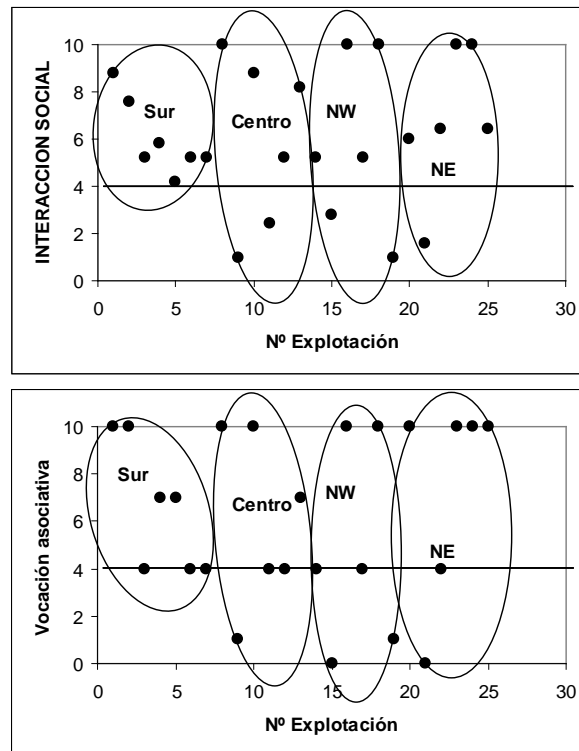 10
8
6
4
2
0
INTERACCION SOCIAL
Sur
Centro
NW
NE
0 5 10 15 20 25 30
Nº Explotación
10
8
6
4
2
0
Vocación asociativa
Sur
Centro
NW
NE
0 5 10 15 20 25 30
Nº Explotación